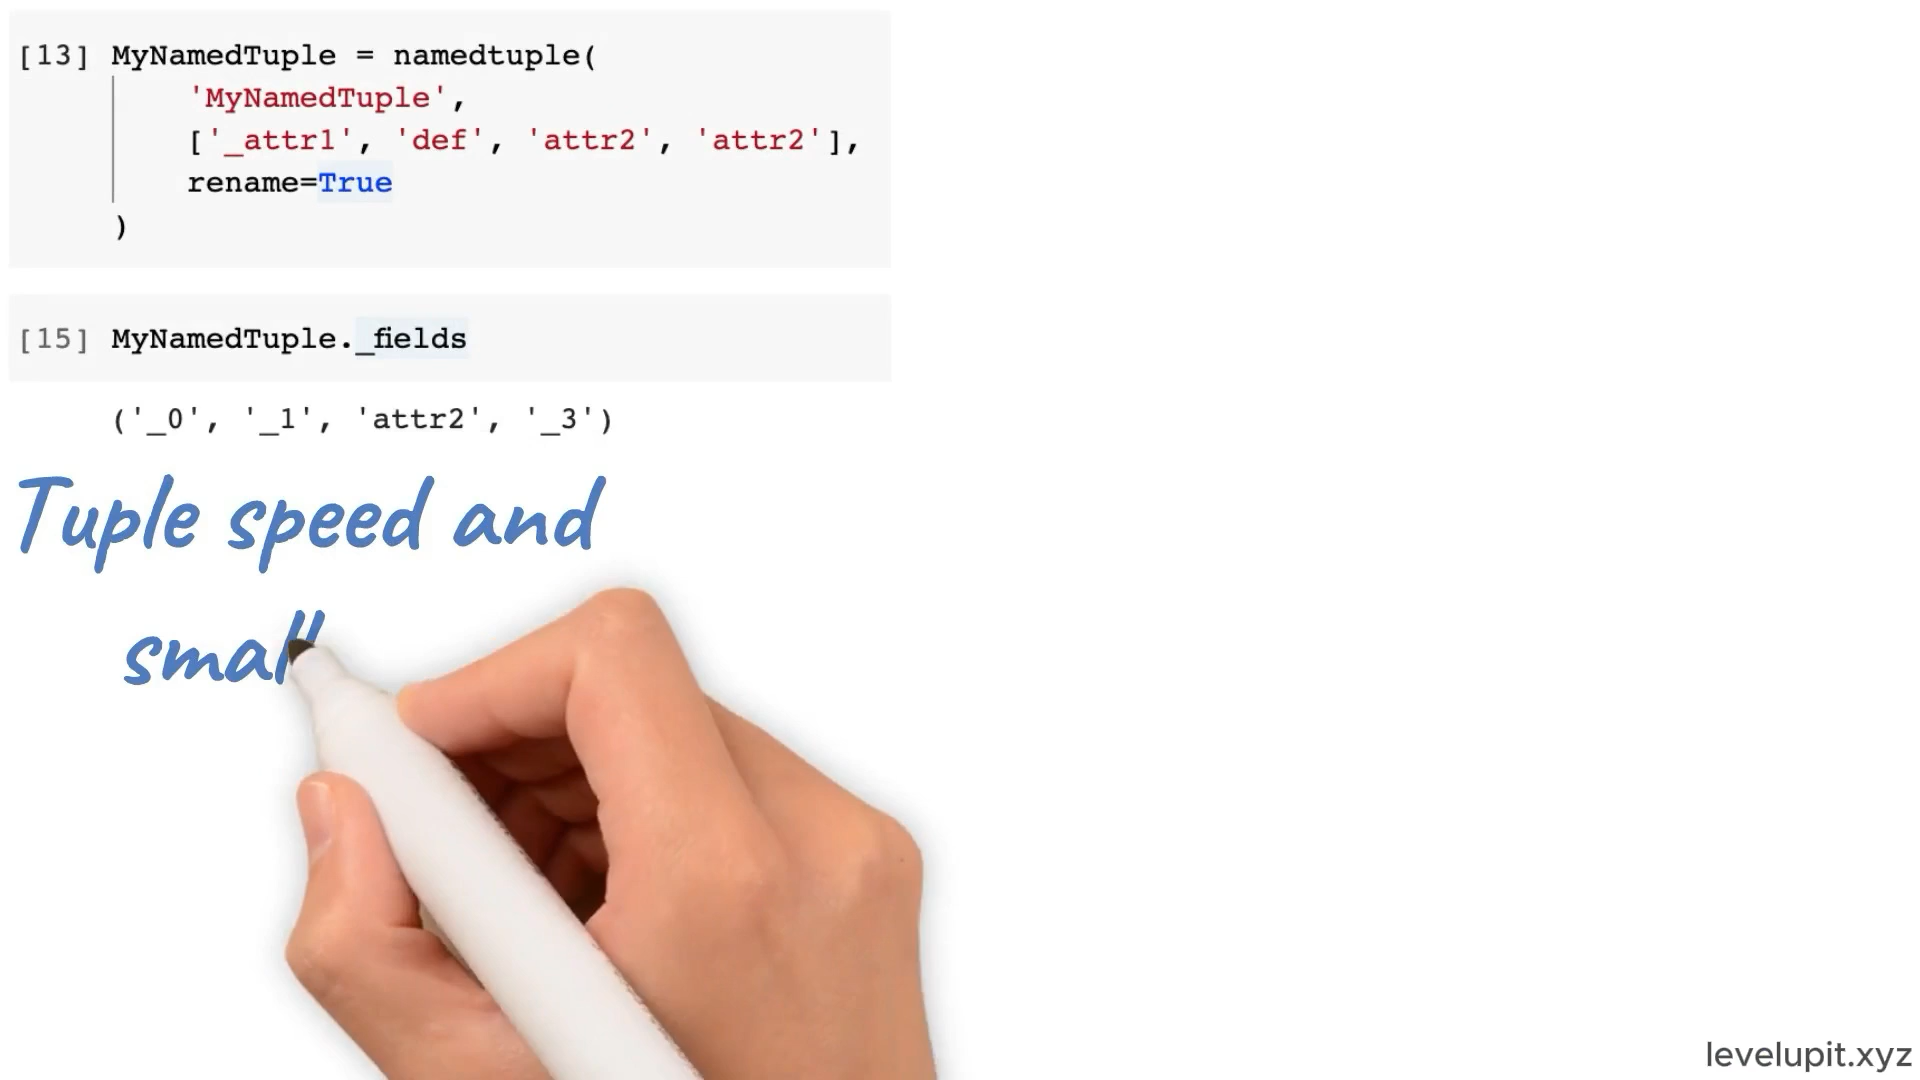 [13] MyNamedTuple = namedtuple(
'MyNamedTuple',
['_attr1', 'def', 'attr2', 'attr2'],
rename=True
)
[15] MyNamedTuple._fields
('_0', '_1', 'attr2', '_3')
Tuple speed and
small
levelupit.xyz